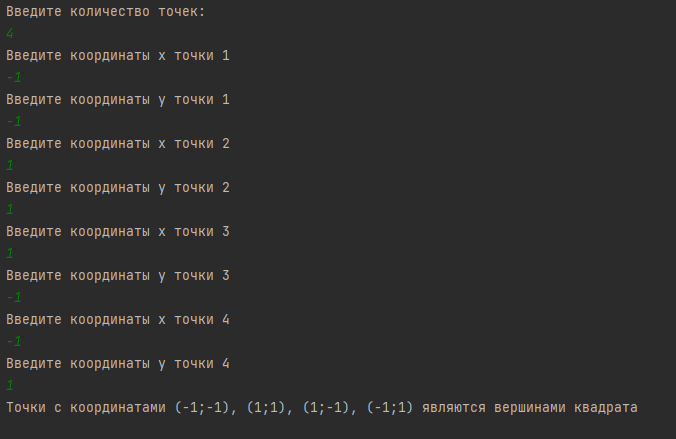 Введите количество точек:
4
Введите координаты x точки 1
-1
Введите координаты y точки 1
-1
Введите координаты x точки 2
1
Введите координаты y точки 2
1
Введите координаты x точки 3
1
Введите координаты y точки 3
-1
Введите координаты x точки 4
-1
Введите координаты y точки 4
1
Точки с координатами (-1;-1), (1;1), (1;-1), (-1;1) являются вершинами квадрата